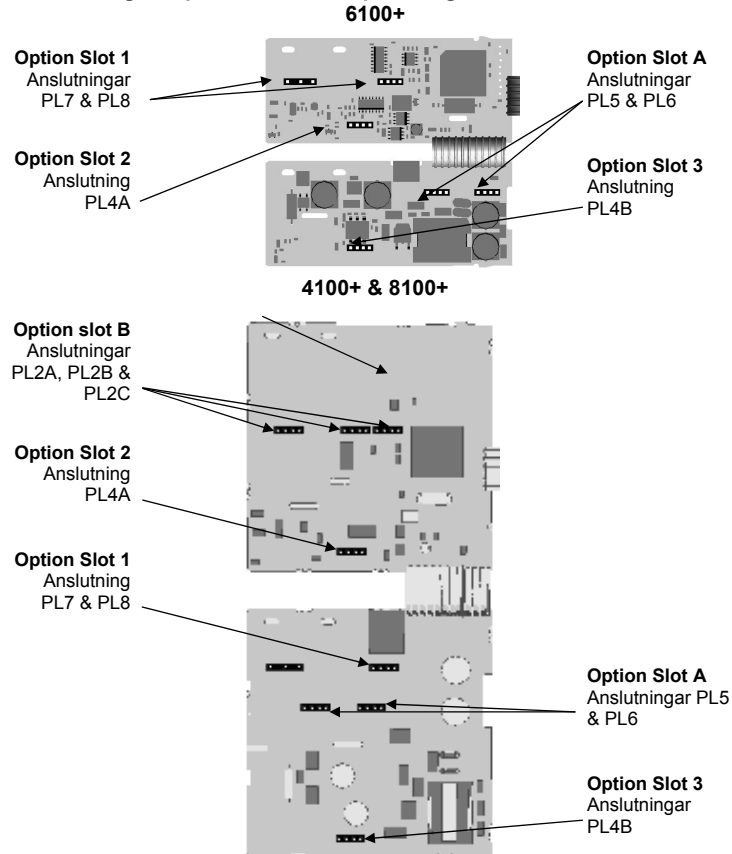 6100+
Option Slot 1
Anslutningar
PL7 & PL8
Option Slot 2
Anslutning
PL4A
Option Slot A
Anslutningar
PL5 & PL6
Option Slot 3
Anslutning
PL4B
4100+ & 8100+
Option slot B
Anslutningar
PL2A, PL2B &
PL2C
Option Slot 2
Anslutning
PL4A
Option Slot 1
Anslutning
PL7 & PL8
Option Slot A
Anslutningar PL5
& PL6
Option Slot 3
Anslutningar
PL4B